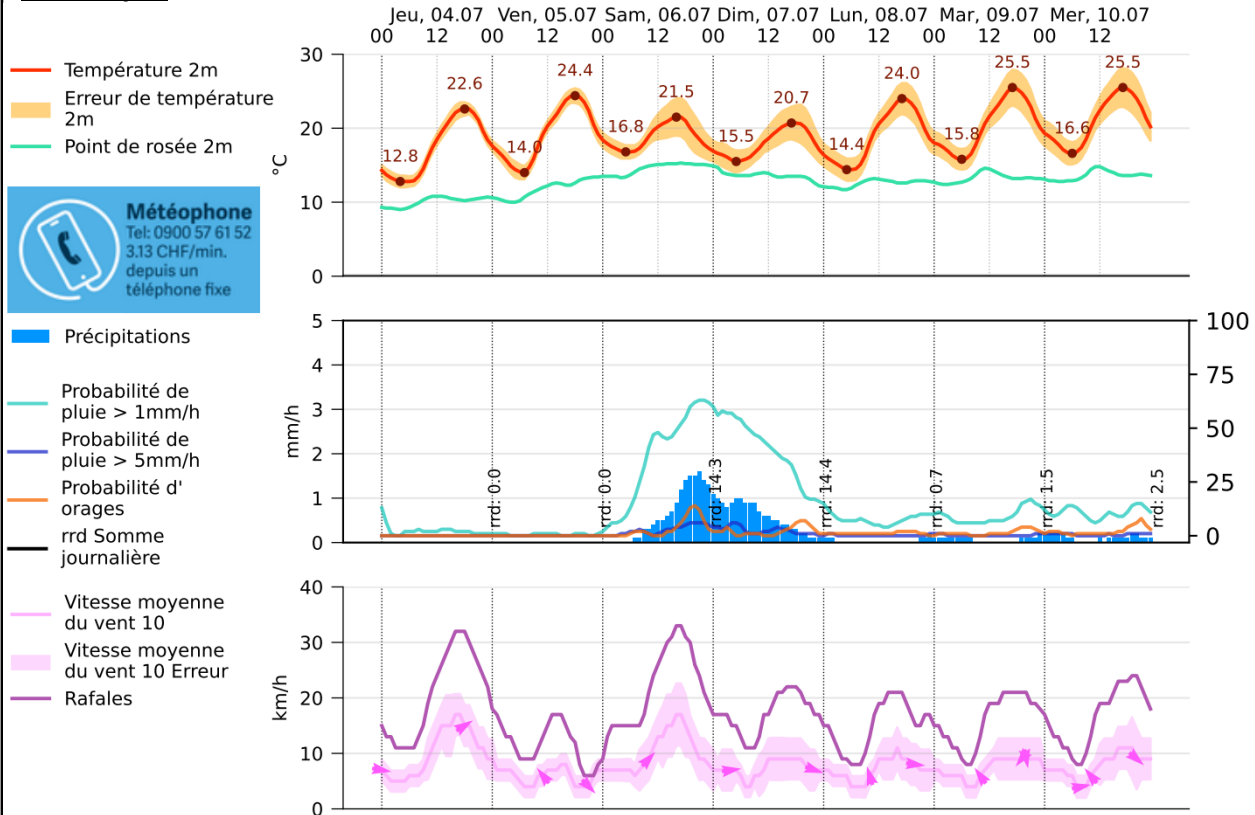 Jeu, 04.07 Ven, 05.07 Sam, 06.07 Dim, 07.07 Lun, 08.07 Mar, 09.07 Mer, 10.07
00 12 00 12 00 12 00 12 00 12 00 12 00 12
Température 2m
Erreur de température
2m
Point de rosée 2m
°C
30
20
10
0
12.8
22.6
14.0
24.4
16.8
21.5
15.5
20.7
14.4
24.0
15.8
25.5
16.6
25.5
Météophone
Tel: 0900 57 61 52
3.13 CHF/min.
depuis un
téléphone fixe
Précipitations
Probabilité de
pluie > 1mm/h
Probabilité de
pluie > 5mm/h
Probabilité d'
orages
rrd Somme
journalière
mm/h
5
4
3
2
1
0
100
75
50
25
0
rrd: 0.0
rrd: 0.0
rrd: 14.3
rrd: 14.4
rrd: 0.7
rrd: 1.5
rrd: 2.5
Vitesse moyenne
du vent 10
Vitesse moyenne
du vent 10 Erreur
Rafales
km/h
40
30
20
10
0